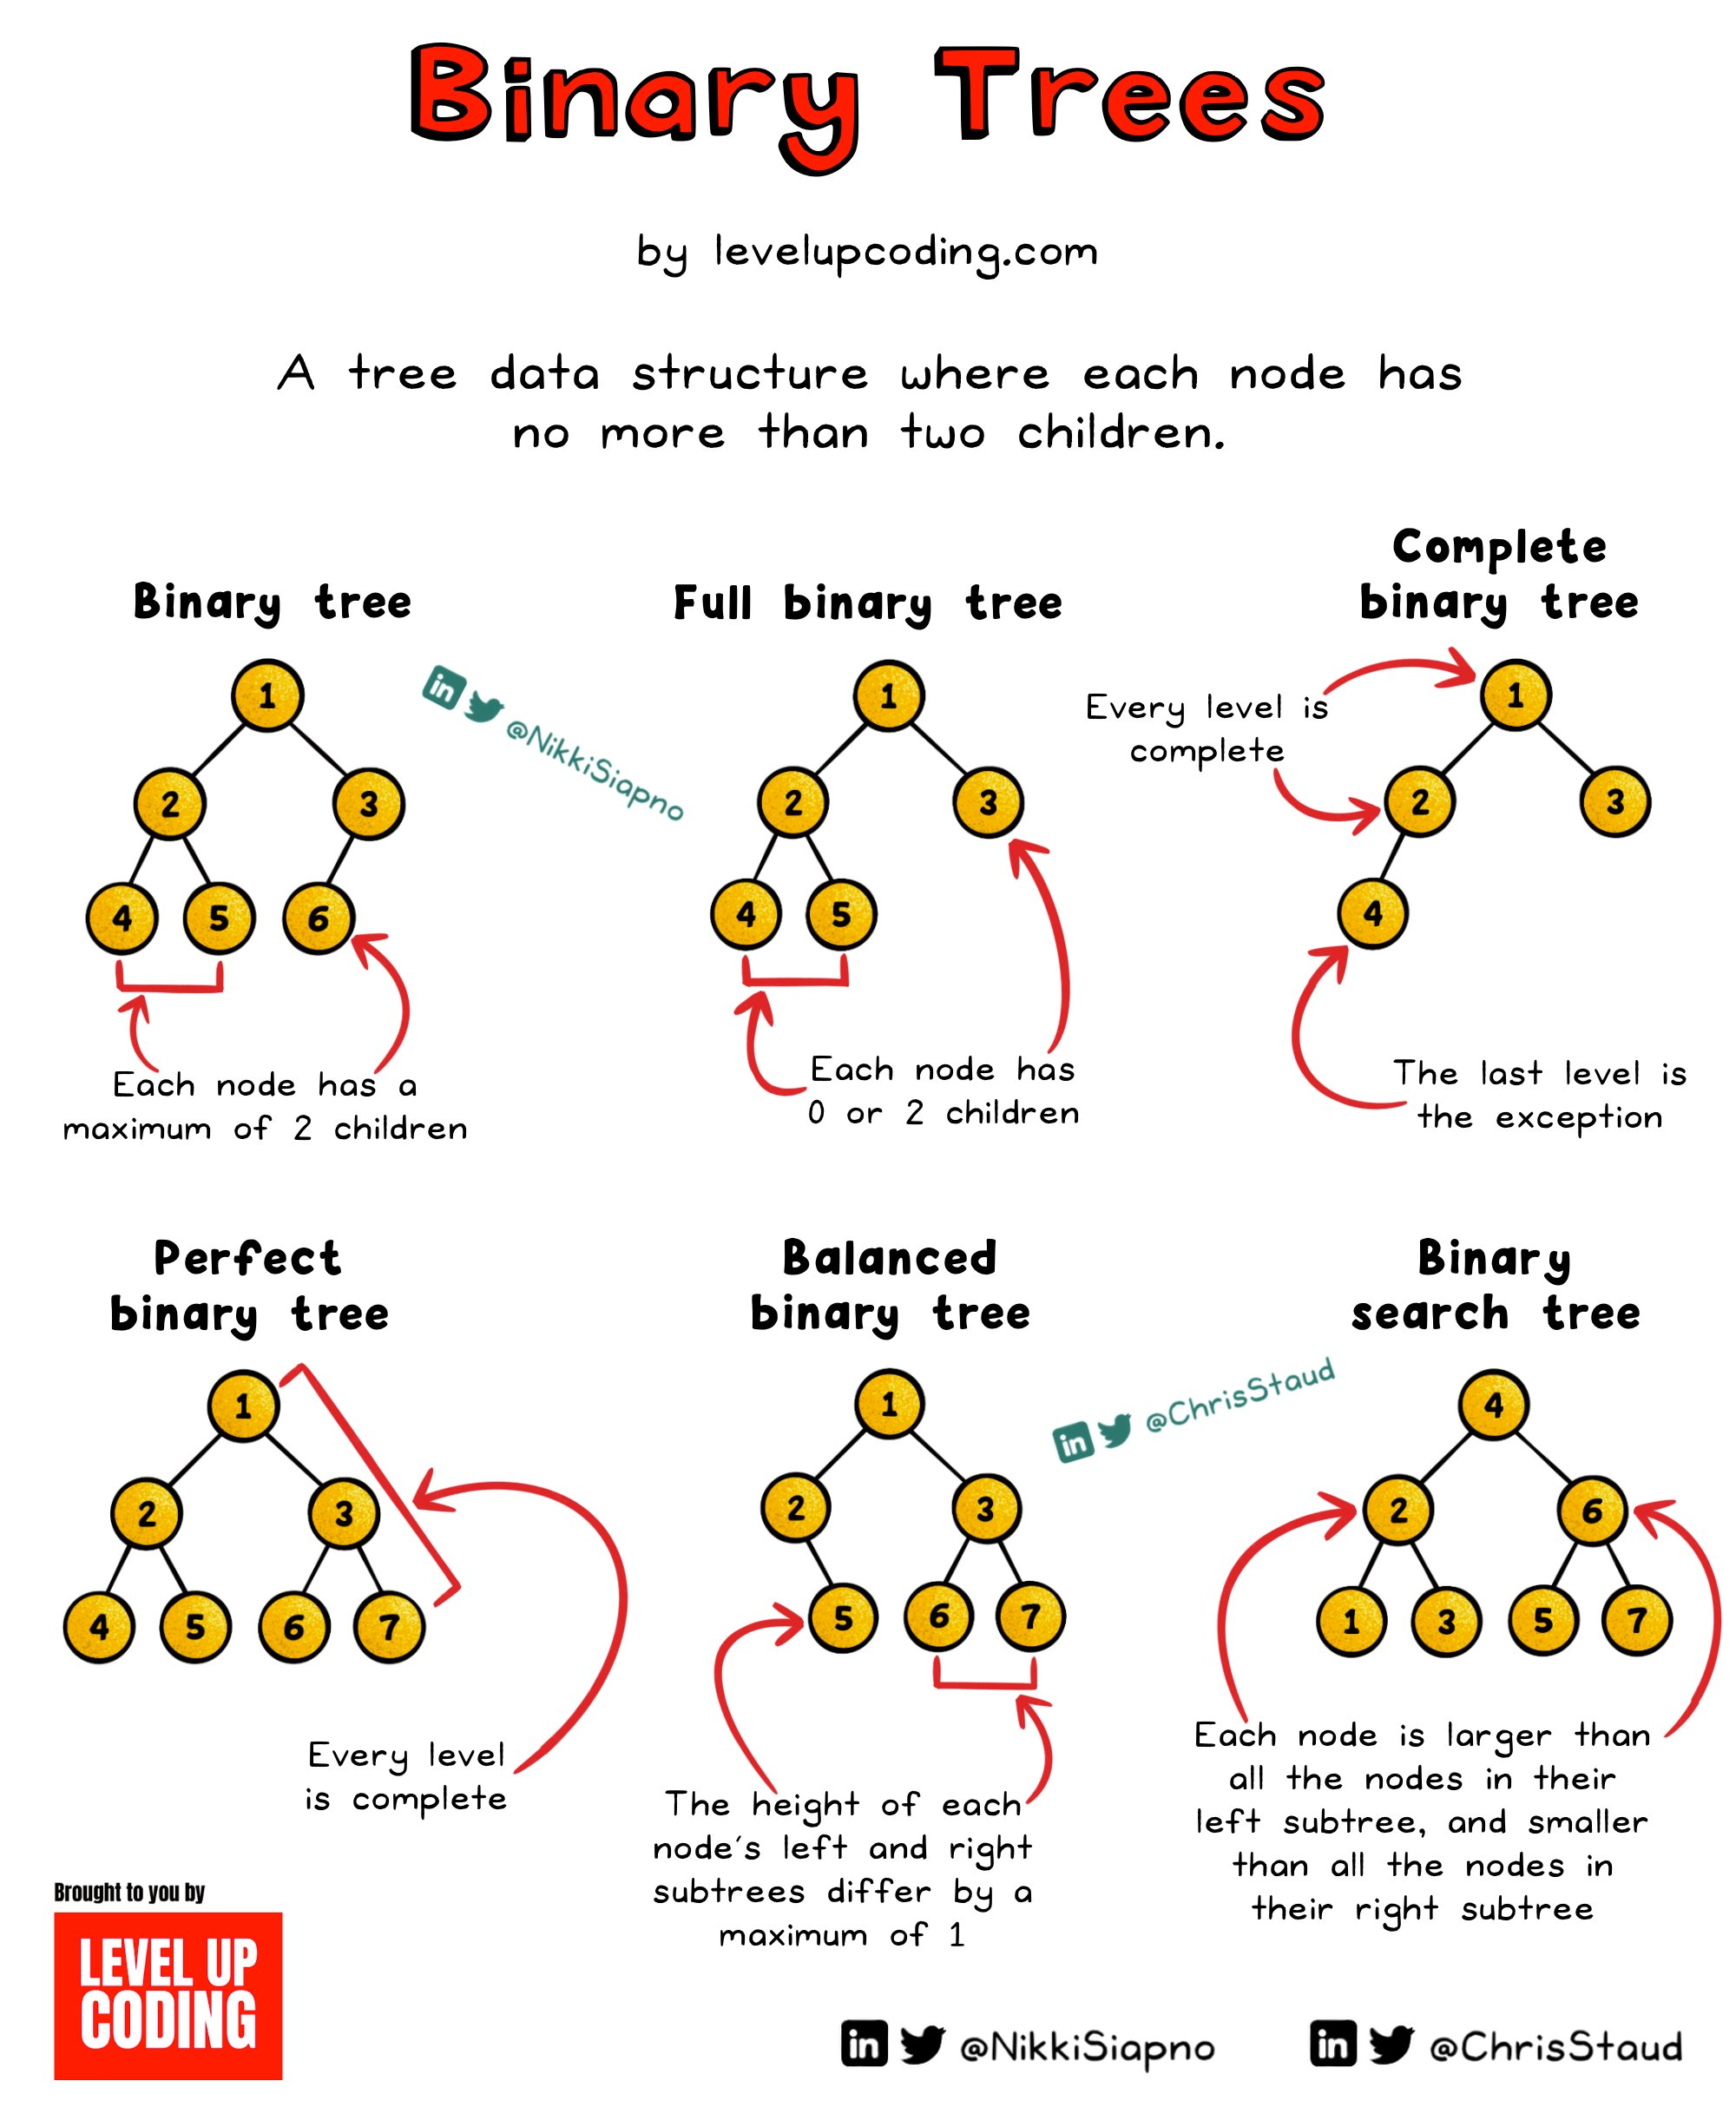 Binary Trees
by levelupcoding.com
A tree data structure where each node has
no more than two children.
Binary tree
1
2
3
4
5
6
Each node has a
maximum of 2 children
@NikkiSiapno
Full binary tree
1
2
3
4
5
Each node has
0 or 2 children
Complete
binary tree
Every level is
complete
1
2
3
4
The last level is
the exception
Perfect
binary tree
1
2
3
4
5
6
7
Every level
is complete
Balanced
binary tree
1
2
3
5
6
7
The height of each
node's left and right
subtrees differ by a
maximum of 1
@ChrisStaud
Binary
search tree
4
2
6
1
3
5
7
Each node is larger than
all the nodes in their
left subtree, and smaller
than all the nodes in
their right subtree
Brought to you by
LEVEL UP
CODING
in @NikkiSiapno
in @ChrisStaud